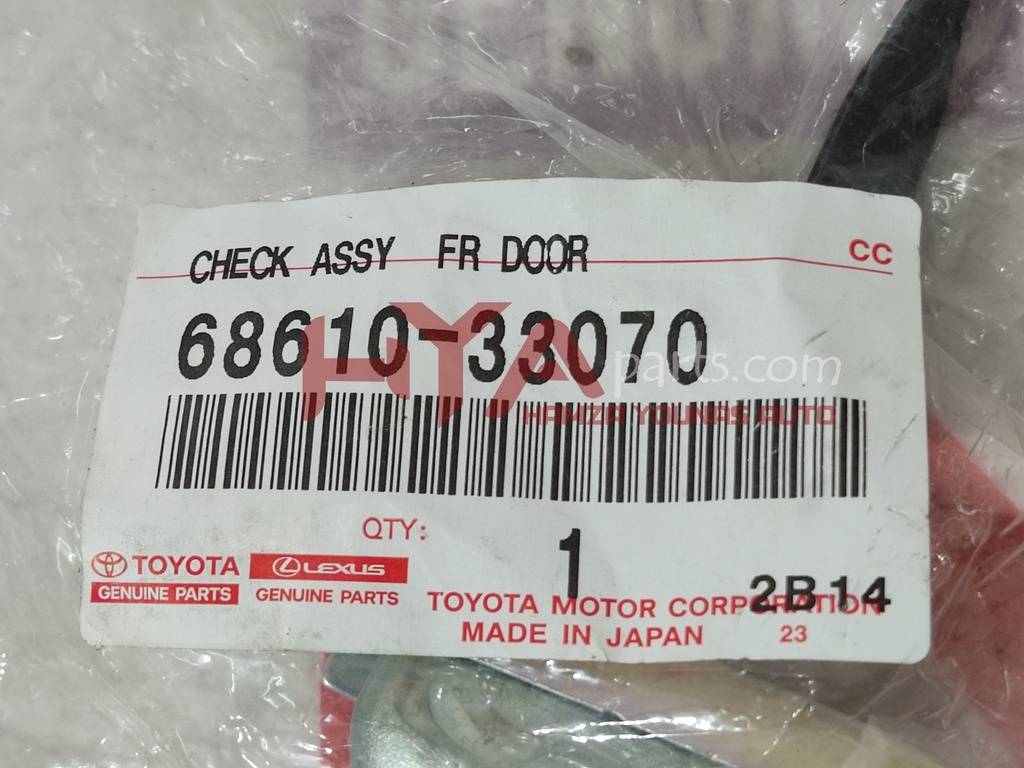 CHECK ASSY FR DOOR
CC
68610-33070
HYA parts.com
HAMZA YOUNAS AUTO
QTY: 1
TOYOTA
GENUINE PARTS
LEXUS
GENUINE PARTS
2B14
TOYOTA MOTOR CORPORATION
MADE IN JAPAN 23